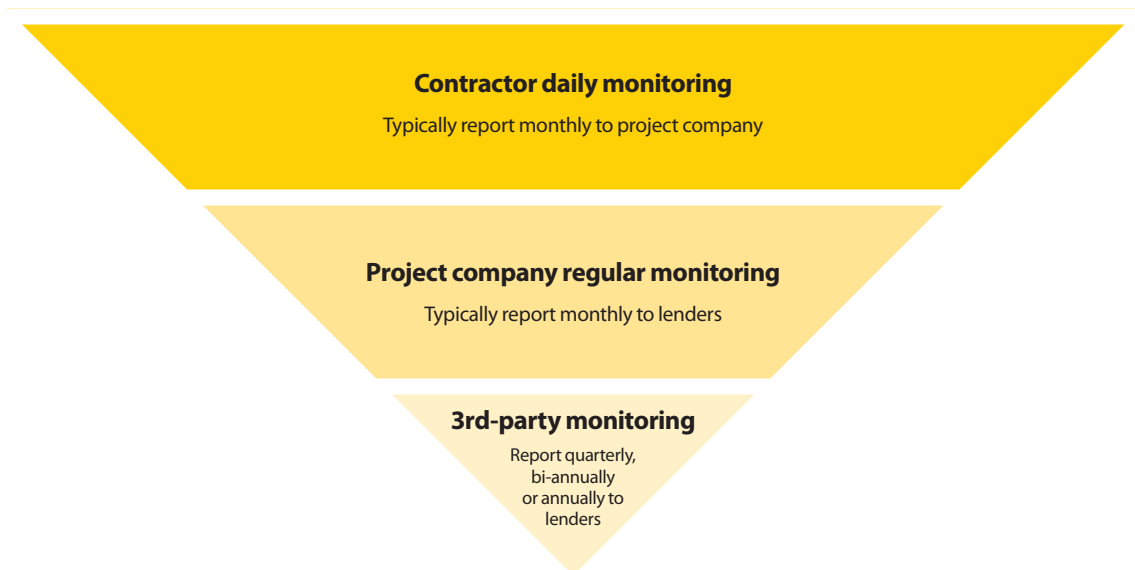 Contractor daily monitoring
Typically report monthly to project company
Project company regular monitoring
Typically report monthly to lenders
3rd-party monitoring
Report quarterly,
bi-annually
or annually to
lenders